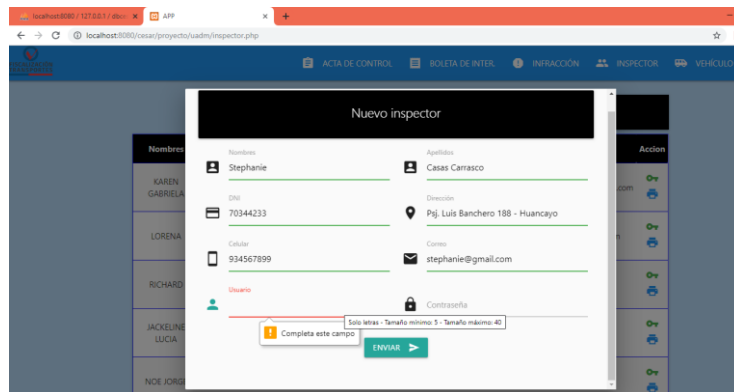 localhost:8080 / 127.0.0.1 /
APP
localhost:8080/cesar/proyecto/uadm/inspector.php
ACTA DE CONTROL
BOLETA DE INTER.
INFRACCIÓN
INSPECTOR
VEHÍCULO
Nuevo inspector
Nombres
Accion
Nombres
Apellidos
Stephanie
Casas Carrasco
KAREN
GABRIELA
.com
DNI
Dirección
70344233
Psj. Luis Banchero 188 - Huancayo
LORENA
Celular
Correo
934567899
stephanie@gmail.com
RICHARD
Usuario
Contraseña
Solo letras - Tamaño mínimo: 5 - Tamaño máximo: 40
Completa este campo
JACKELINE
LUCIA
ENVIAR
NOE JORGE